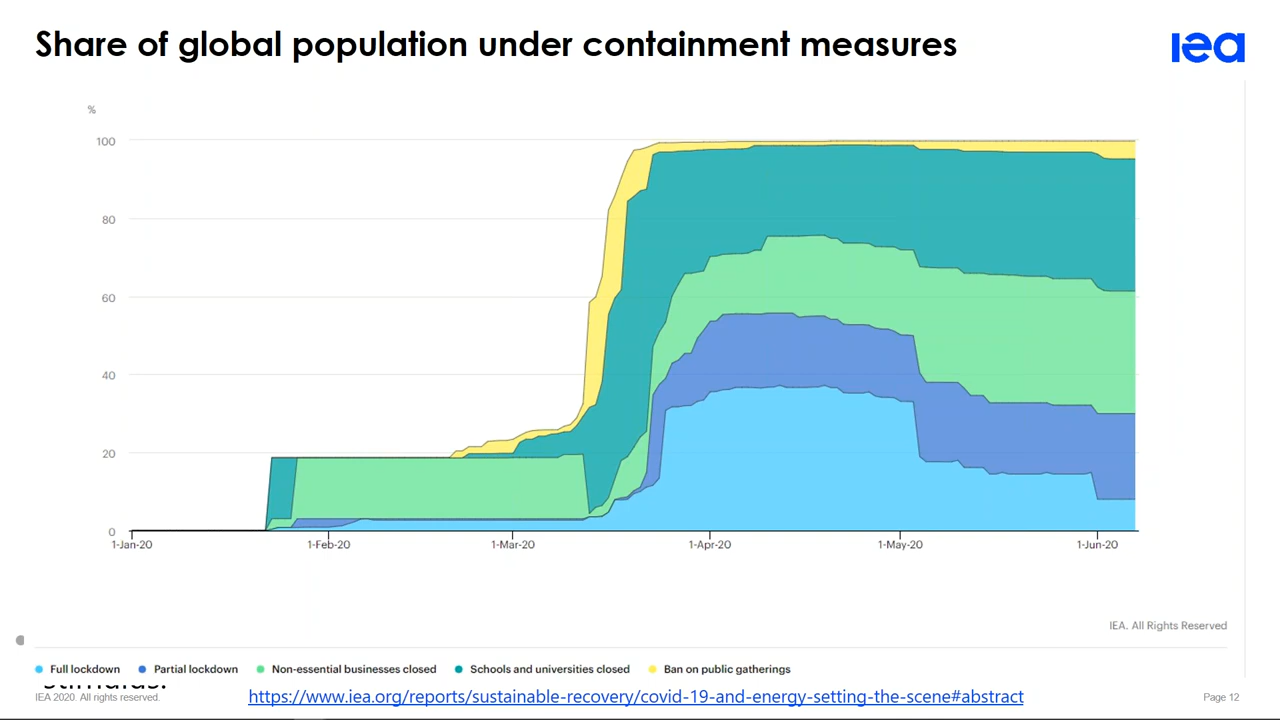 Share of global population under containment measures
iea
%
100
80
60
40
20
0
1-Jan-20 1-Feb-20 1-Mar-20 1-Apr-20 1-May-20 1-Jun-20
IEA. All Rights Reserved
Full lockdown Partial lockdown Non-essential businesses closed Schools and universities closed Ban on public gatherings
IEA 2020. All rights reserved. https://www.iea.org/reports/sustainable-recovery/covid-19-and-energy-setting-the-scene#abstract Page 12